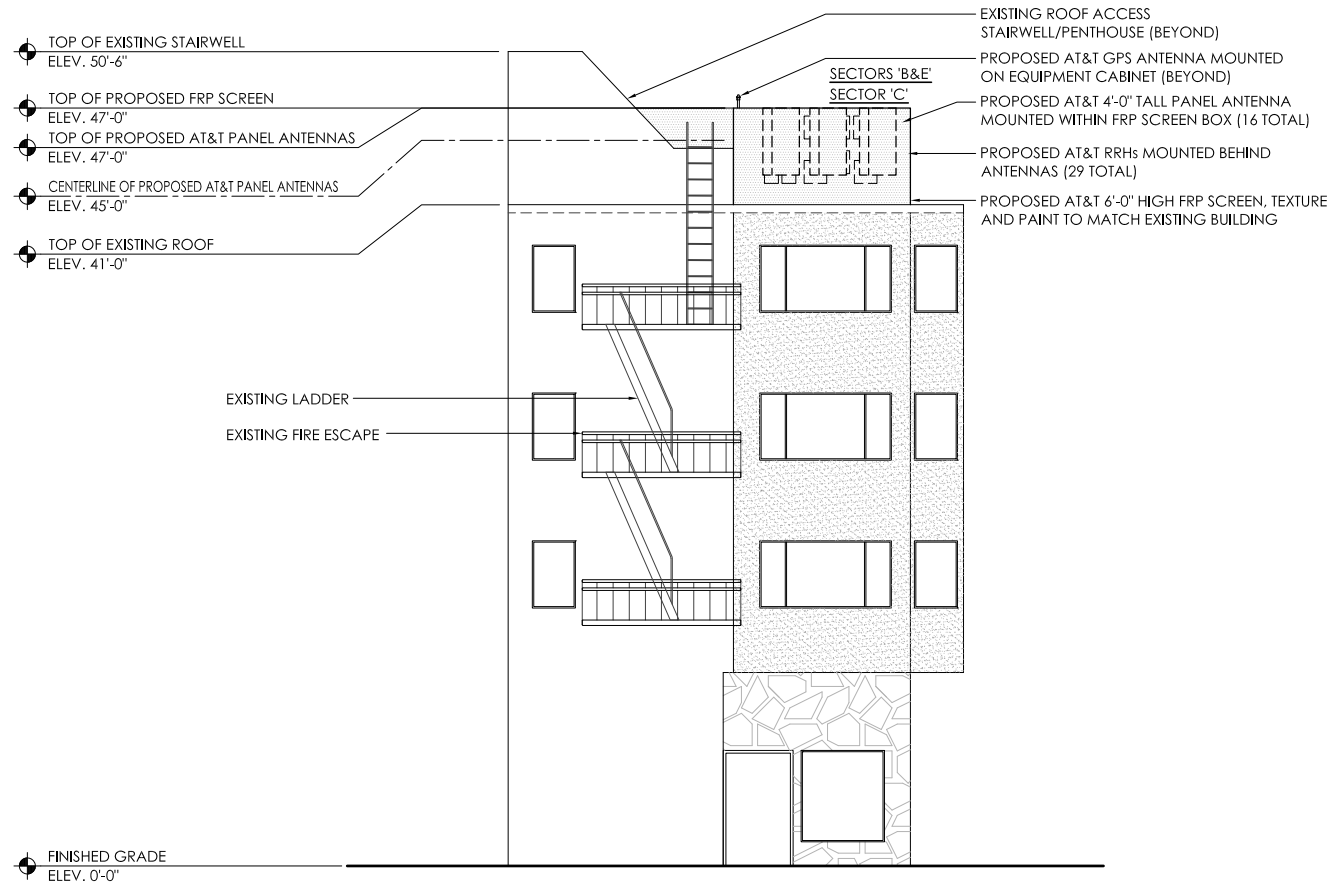 TOP OF EXISTING STAIRWELL
ELEV. 50'-6"
TOP OF PROPOSED FRP SCREEN
ELEV. 47'-0"
TOP OF PROPOSED AT&T PANEL ANTENNAS
ELEV. 47'-0"
CENTERLINE OF PROPOSED AT&T PANEL ANTENNAS
ELEV. 45'-0"
TOP OF EXISTING ROOF
ELEV. 41'-0"
EXISTING LADDER
EXISTING FIRE ESCAPE
FINISHED GRADE
ELEV. 0'-0"
SECTORS 'B&E'
SECTOR 'C'
EXISTING ROOF ACCESS
STAIRWELL/PENTHOUSE (BEYOND)
PROPOSED AT&T GPS ANTENNA MOUNTED
ON EQUIPMENT CABINET (BEYOND)
PROPOSED AT&T 4'-0" TALL PANEL ANTENNA
MOUNTED WITHIN FRP SCREEN BOX (16 TOTAL)
PROPOSED AT&T RRHs MOUNTED BEHIND
ANTENNAS (29 TOTAL)
PROPOSED AT&T 6'-0" HIGH FRP SCREEN, TEXTURE
AND PAINT TO MATCH EXISTING BUILDING